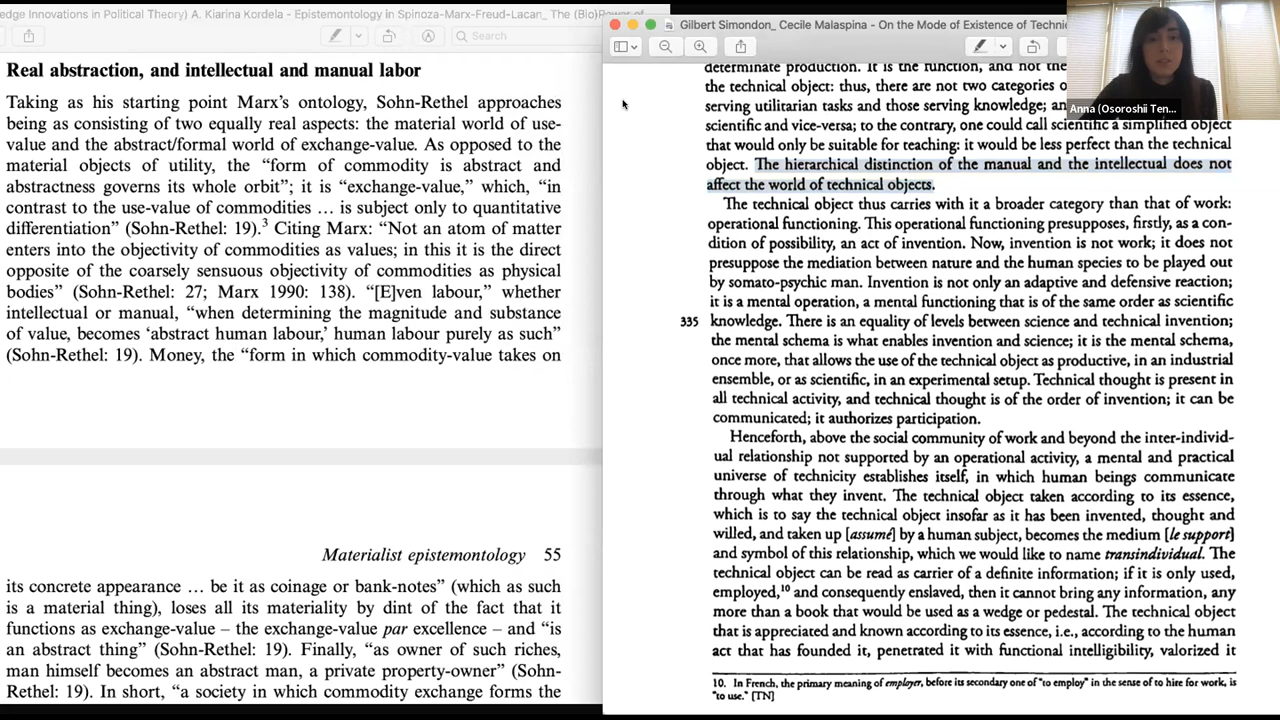 ledge Innovations in Political Theory) A. Kiarina Kordela - Epistemontology in Spinoza-Marx-Freud-Lacan_ The (Bio)Power of
Search
Real abstraction, and intellectual and manual labor
Taking as his starting point Marx's ontology, Sohn-Rethel approaches
being as consisting of two equally real aspects: the material world of use-
value and the abstract/formal world of exchange-value. As opposed to the
material objects of utility, the "form of commodity is abstract and
abstractness governs its whole orbit"; it is "exchange-value," which, "in
contrast to the use-value of commodities … is subject only to quantitative
differentiation" (Sohn-Rethel: 19).3 Citing Marx: "Not an atom of matter
enters into the objectivity of commodities as values; in this it is the direct
opposite of the coarsely sensuous objectivity of commodities as physical
bodies" (Sohn-Rethel: 27; Marx 1990: 138). "[E]ven labour," whether
intellectual or manual, "when determining the magnitude and substance
of value, becomes 'abstract human labour,' human labour purely as such"
(Sohn-Rethel: 19). Money, the "form in which commodity-value takes on
Materialist epistemontology 55
its concrete appearance … be it as coinage or bank-notes" (which as such
is a material thing), loses all its materiality by dint of the fact that it
functions as exchange-value – the exchange-value par excellence – and "is
an abstract thing" (Sohn-Rethel: 19). Finally, "as owner of such riches,
man himself becomes an abstract man, a private property-owner" (Sohn-
Rethel: 19). In short, "a society in which commodity exchange forms the
Gilbert Simondon_ Cecile Malaspina - On the Mode of Existence of Techni
determinate production. It is the function, and not the
the technical object: thus, there are not two categories o
serving utilitarian tasks and those serving knowledge; an
scientific and vice-versa; to the contrary, one could call scientific a simplified object
that would only be suitable for teaching: it would be less perfect than the technical
object. The hierarchical distinction of the manual and the intellectual does not
affect the world of technical objects.
The technical object thus carries with it a broader category than that of work:
operational functioning. This operational functioning presupposes, firstly, as a con-
dition of possibility, an act of invention. Now, invention is not work; it does not
presuppose the mediation between nature and the human species to be played out
by somato-psychic man. Invention is not only an adaptive and defensive reaction;
it is a mental operation, a mental functioning that is of the same order as scientific
335 knowledge. There is an equality of levels between science and technical invention;
the mental schema is what enables invention and science; it is the mental schema,
once more, that allows the use of the technical object as productive, in an industrial
ensemble, or as scientific, in an experimental setup. Technical thought is present in
all technical activity, and technical thought is of the order of invention; it can be
communicated; it authorizes participation.
Henceforth, above the social community of work and beyond the inter-individ-
ual relationship not supported by an operational activity, a mental and practical
universe of technicity establishes itself, in which human beings communicate
through what they invent. The technical object taken according to its essence,
which is to say the technical object insofar as it has been invented, thought and
willed, and taken up [assumé] by a human subject, becomes the medium [le support]
and symbol of this relationship, which we would like to name transindividual. The
technical object can be read as carrier of a definite information; if it is only used,
employed,10 and consequently enslaved, then it cannot bring any information, any
more than a book that would be used as a wedge or pedestal. The technical object
that is appreciated and known according to its essence, i.e., according to the human
act that has founded it, penetrated it with functional intelligibility, valorized it
10. In French, the primary meaning of employer, before its secondary one of "to employ" in the sense of to hire for work, is
"to use." [TN]
Anna (Osoroshii Ten...